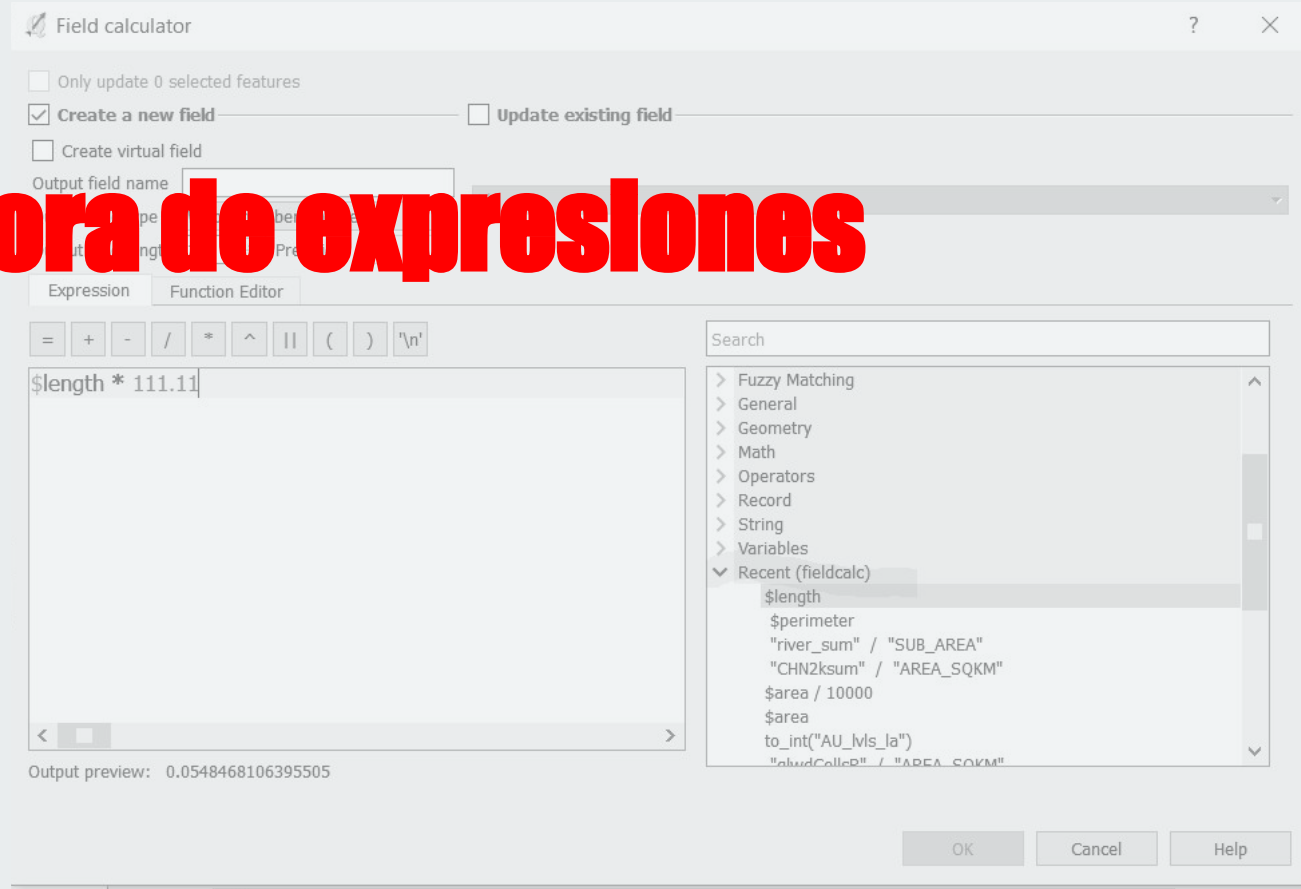 Field calculator
Only update 0 selected features
Create a new field
Update existing field
Create virtual field
Output field name
ora de expresiones
Expression
Function Editor
= + - / * ^ || ( ) '\n'
Search
$length * 111.11
Fuzzy Matching
General
Geometry
Math
Operators
Record
String
Variables
Recent (fieldcalc)
$length
$perimeter
"river_sum" / "SUB_AREA"
"CHN2ksum" / "AREA_SQKM"
$area / 10000
$area
to_int("AU_lvls_la")
Output preview: 0.0548468106395505
OK
Cancel
Help